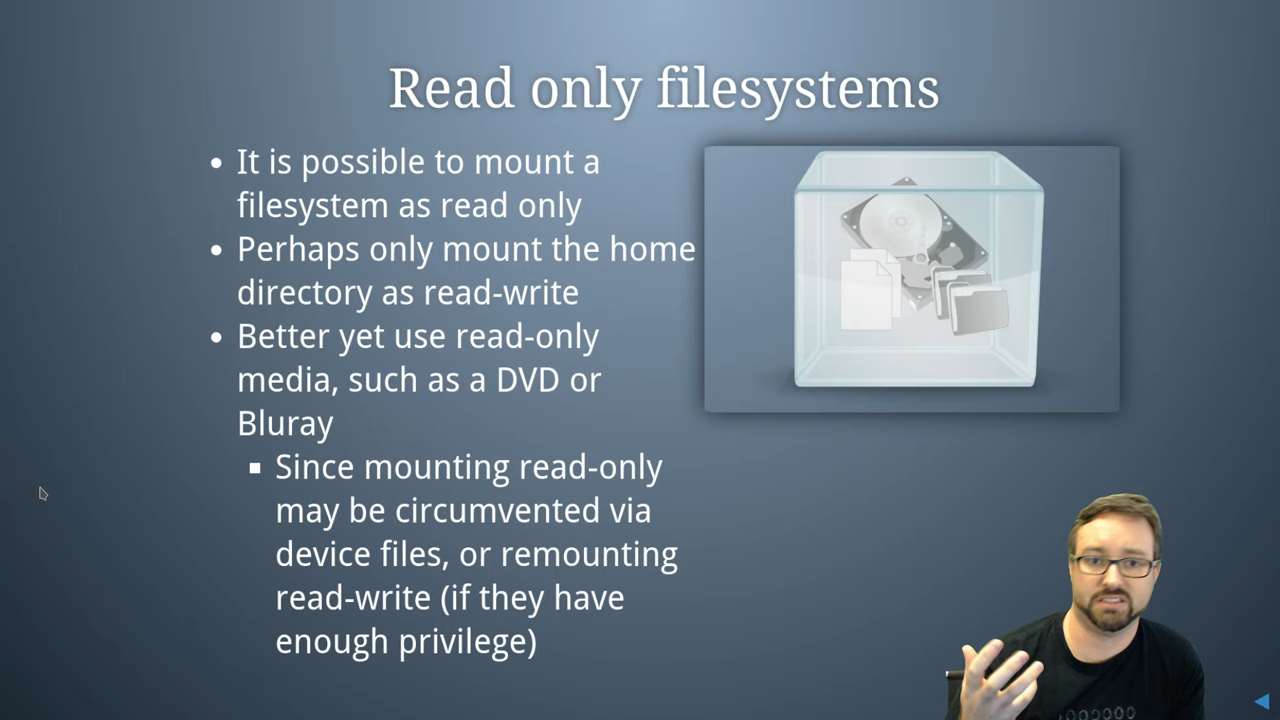 Read only filesystems
It is possible to mount a
filesystem as read only
Perhaps only mount the home
directory as read-write
Better yet use read-only
media, such as a DVD or
Bluray
Since mounting read-only
may be circumvented via
device files, or remounting
read-write (if they have
enough privilege)